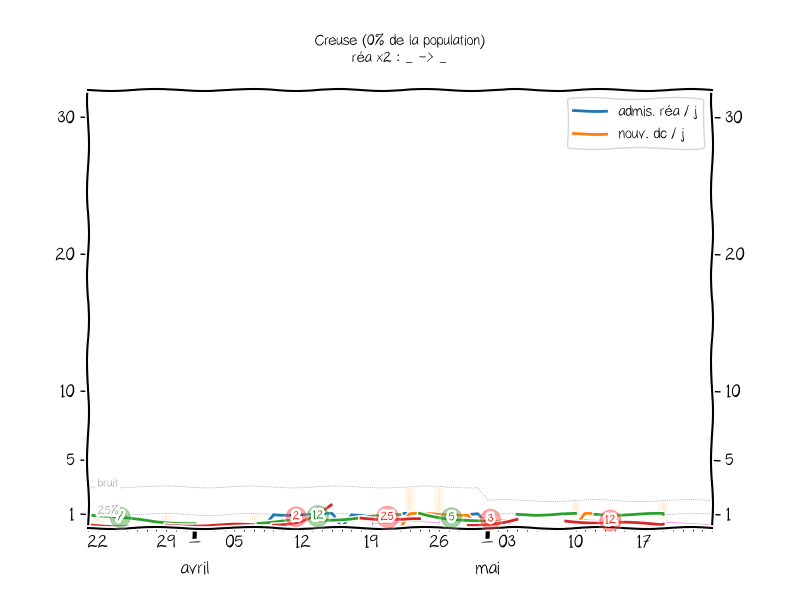 Creuse (0% de la population)
réa x2 : _ -> _
admis. réa / j
nouv. dc / j
30 30
20 20
10 10
5 5
bruit
25%
7 2 12 25 5 3 12
1 1
22 29 05 12 19 26 03 10 17
avril mai